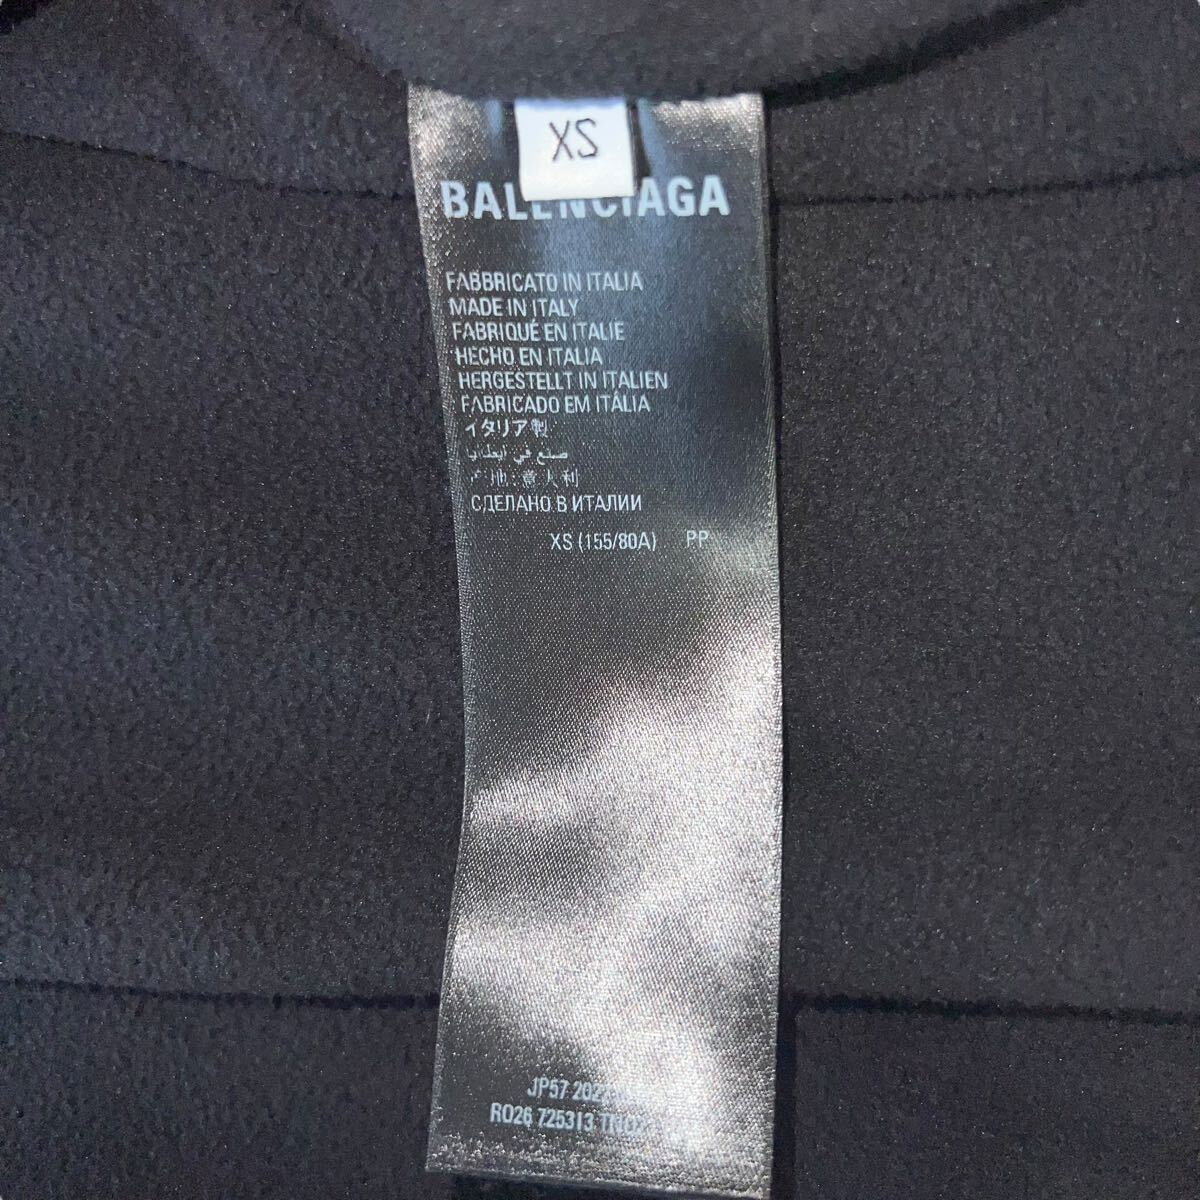 XS
BALENCIAGA
FABBRICATO IN ITALIA
MADE IN ITALY
FABRIQUÉ EN ITALIE
HECHO EN ITALIA
HERGESTELLT IN ITALIEN
FABRICADO EM ITÁLIA
イタリア製
صنع في إيطاليا
产地:意大利
СДЕЛАНО В ИТАЛИИ
XS (155/80A) PP
JP57
RO26 725313